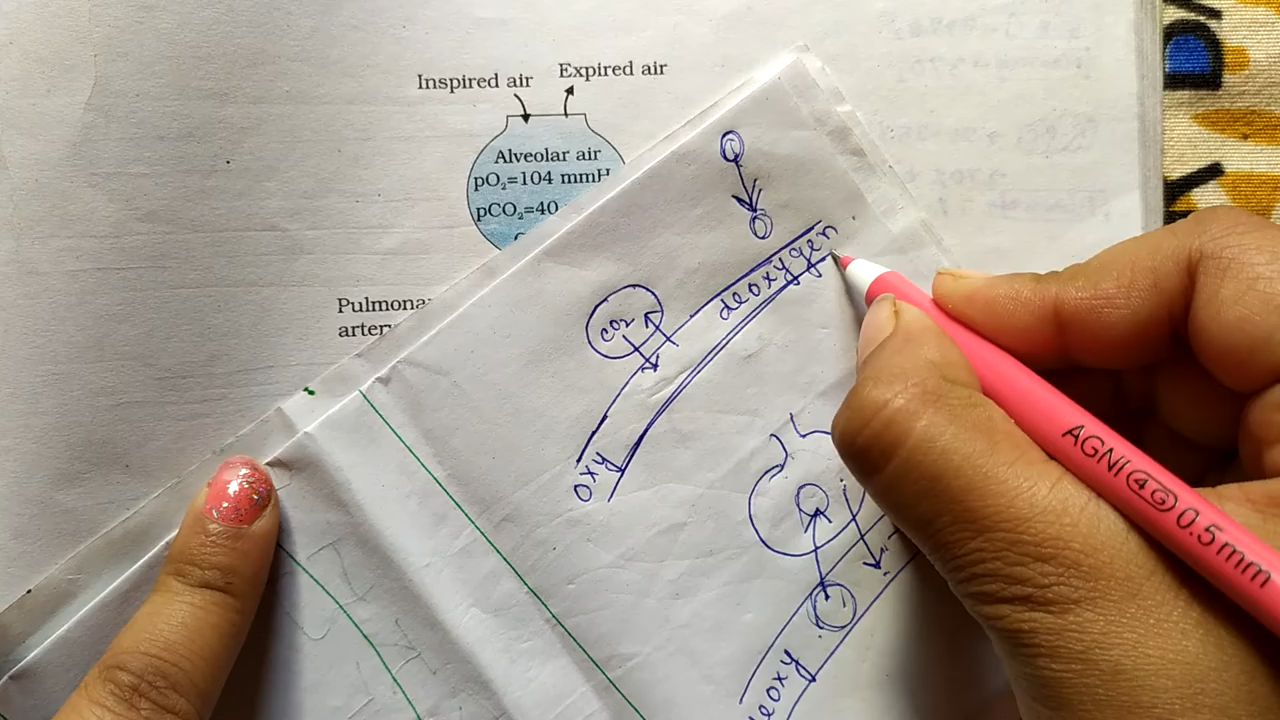 Inspired air
Expired air
Alveolar air
pO₂=104 mmH
pCO₂=40
Pulmona
arter
CO2
deoxygen
oxy
deoxy
AGNI 4G 0.5mm